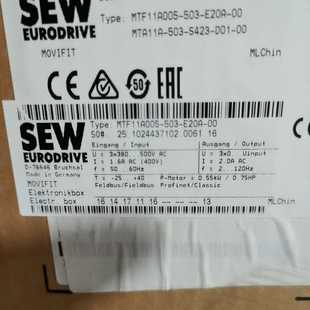 SEW
EURODRIVE
Type: MTF11A005-503-E20A-00
MTA11A-503-S423-001-00
MOVIFIT
MLChin
CE
50
EAC
SEW
EURODRIVE
D-76646 Bruchsal
Made in Germany
Type: MTF11A005-503-E20A-00
SO#: 25.1024437102.0061.16
Eingang / Input
Ausgang / Output
U = 3x380...500V AC
U = 3x0...Uinput
I = 1.6A AC (400V)
I = 2.0A AC
f = 50...60Hz
f = 2...120Hz
T = -25...+40
P-Motor = 0.55kW / 0.75HP
Feldbus/Fieldbus/ Profinet/Classic
MOVIFIT
Elektronikbox
Electr. box
16 14 17 11 16 -- -- -- 13
MLChin